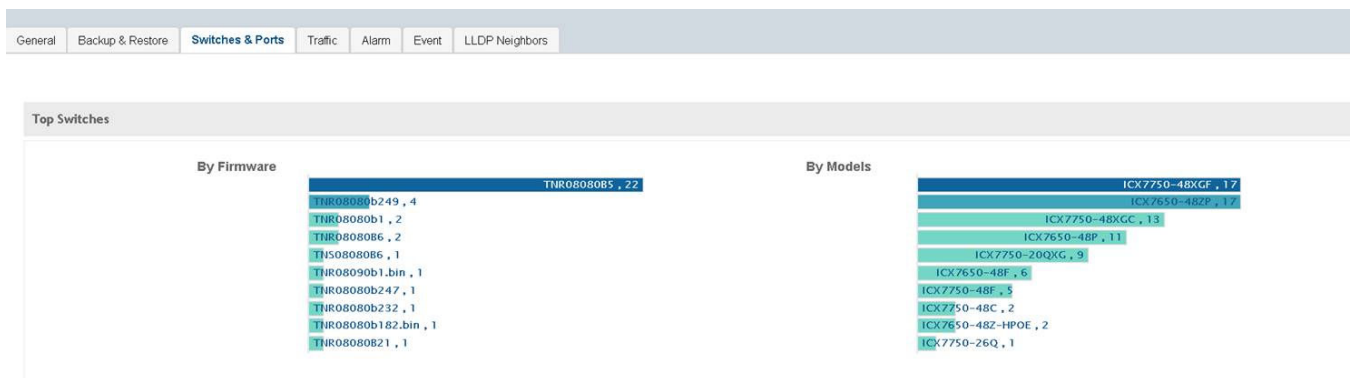 General Backup & Restore Switches & Ports Traffic Alarm Event LLDP Neighbors
Top Switches
By Firmware
TNR08080B5 , 22
TNR08080b249 , 4
TNR08080b1 , 2
TNR08080B6 , 2
TNS08080B6 , 1
TNR08090b1.bin , 1
TNR08080b247 , 1
TNR08080b232 , 1
TNR08080b182.bin , 1
TNR08080B21 , 1
By Models
ICX7750-48XGF , 17
ICX7650-48ZP , 17
ICX7750-48XGC , 13
ICX7650-48P , 11
ICX7750-20QXG , 9
ICX7650-48F , 6
ICX7750-48F , 5
ICX7750-48C , 2
ICX7650-48Z-HPOE , 2
ICX7750-26Q , 1